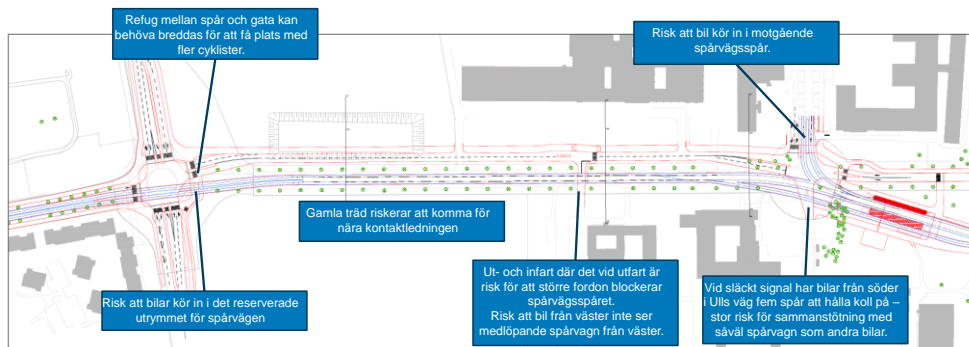 Refug mellan spår och gata kan
behöva breddas för att få plats med
fler cyklister.
Risk att bil kör in i motgående
spårvägsspår.
Gamla träd riskerar att komma för
nära kontaktledningen
Risk att bilar kör in i det reserverade
utrymmet för spårvägen
Ut- och infart där det vid utfart är
risk för att större fordon blockerar
spårvägsspåret.
Risk att bil från väster inte ser
medlöpande spårvagn från väster.
Vid släckt signal har bilar från söder
i Ulls väg fem spår att hålla koll på –
stor risk för sammanstötning med
såväl spårvagn som andra bilar.